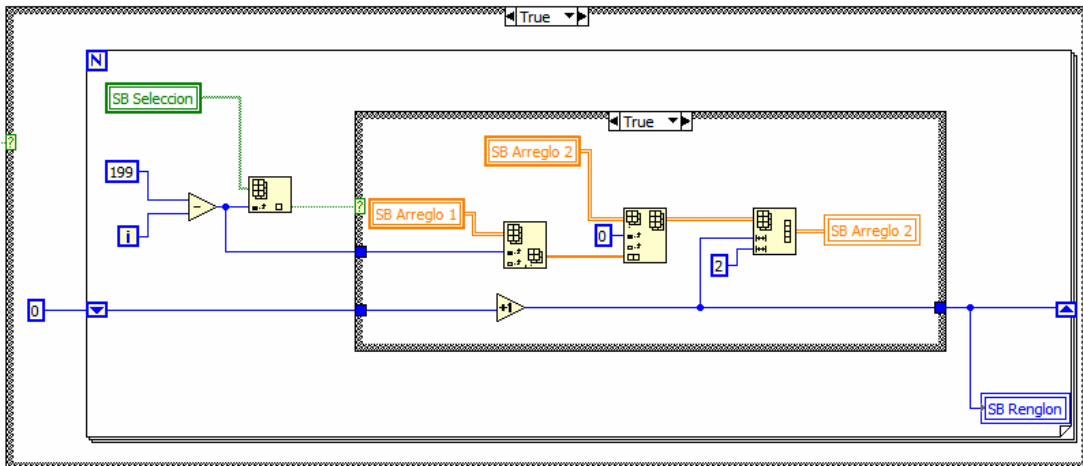 True
N
SB Seleccion
True
SB Arreglo 2
199
SB Arreglo 1
SB Arreglo 2
i
0
2
0
+1
SB Renglon
?
?